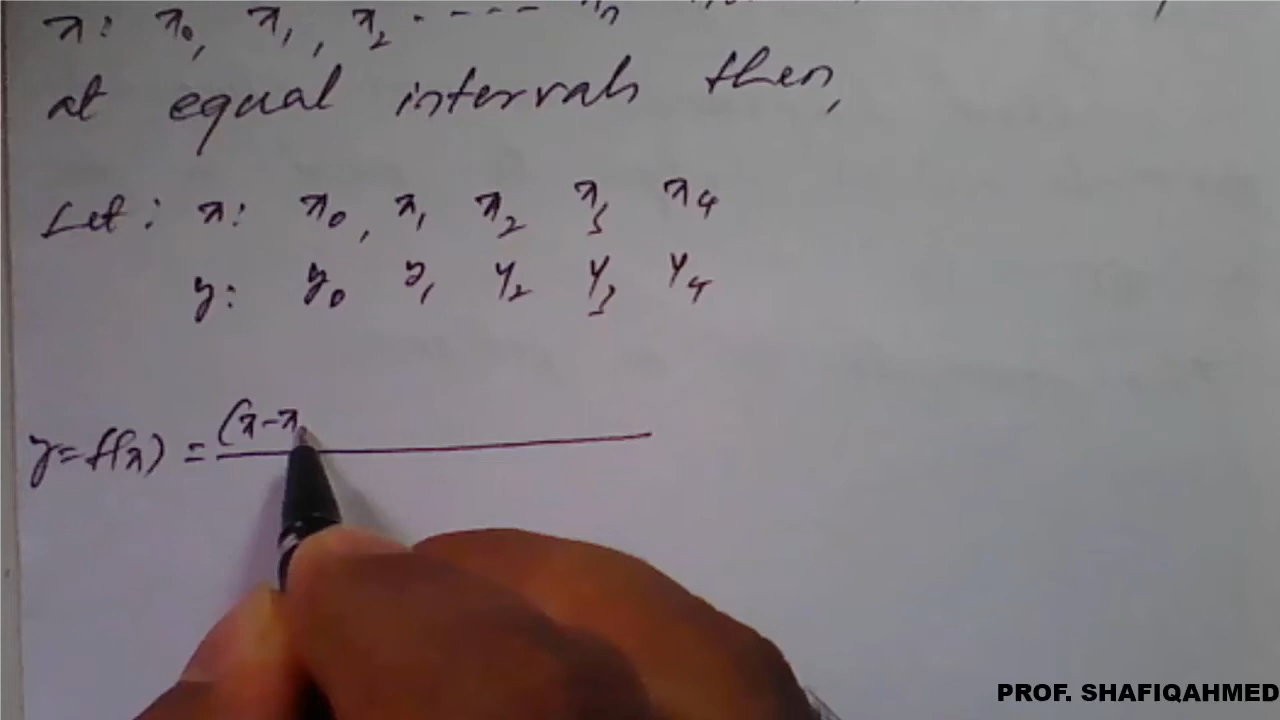 x: x₀, x₁, x₂ . ---- xₙ
at equal intervals then,
Let: x: x₀, x₁ x₂ x₃ x₄
y: y₀ y₁ y₂ y₃ y₄
y=f(x) = (x-x
PROF. SHAFIQAHMED